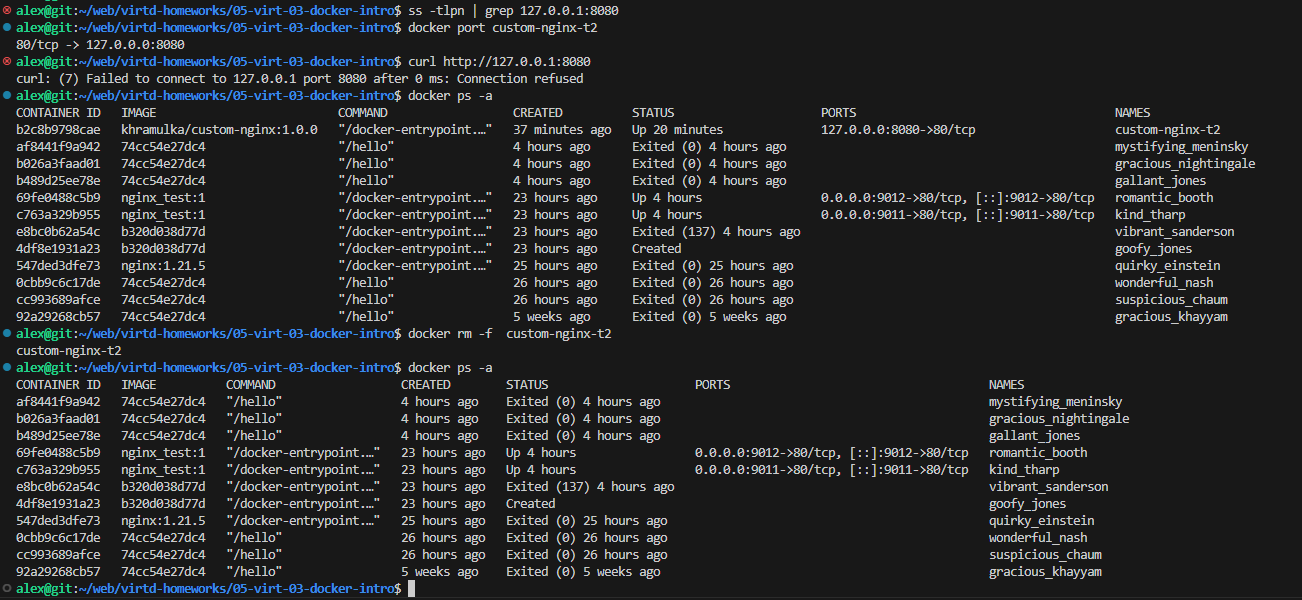 alex@git:~/web/virtd-homeworks/05-virt-03-docker-intro$ ss -tlpn | grep 127.0.0.1:8080
alex@git:~/web/virtd-homeworks/05-virt-03-docker-intro$ docker port custom-nginx-t2
80/tcp -> 127.0.0.0:8080
alex@git:~/web/virtd-homeworks/05-virt-03-docker-intro$ curl http://127.0.0.1:8080
curl: (7) Failed to connect to 127.0.0.1 port 8080 after 0 ms: Connection refused
alex@git:~/web/virtd-homeworks/05-virt-03-docker-intro$ docker ps -a
CONTAINER ID   IMAGE                          COMMAND                  CREATED          STATUS                     PORTS                                     NAMES
b2c8b9798cae   khramulka/custom-nginx:1.0.0   "/docker-entrypoint.…"   37 minutes ago   Up 20 minutes              127.0.0.0:8080->80/tcp                    custom-nginx-t2
af8441f9a942   74cc54e27dc4                   "/hello"                 4 hours ago      Exited (0) 4 hours ago                                               mystifying_meninsky
b026a3faad01   74cc54e27dc4                   "/hello"                 4 hours ago      Exited (0) 4 hours ago                                               gracious_nightingale
b489d25ee78e   74cc54e27dc4                   "/hello"                 4 hours ago      Exited (0) 4 hours ago                                               gallant_jones
69fe0488c5b9   nginx_test:1                   "/docker-entrypoint.…"   23 hours ago     Up 4 hours                 0.0.0.0:9012->80/tcp, [::]:9012->80/tcp   romantic_booth
c763a329b955   nginx_test:1                   "/docker-entrypoint.…"   23 hours ago     Up 4 hours                 0.0.0.0:9011->80/tcp, [::]:9011->80/tcp   kind_tharp
e8bc0b62a54c   b320d038d77d                   "/docker-entrypoint.…"   23 hours ago     Exited (137) 4 hours ago                                             vibrant_sanderson
4df8e1931a23   b320d038d77d                   "/docker-entrypoint.…"   23 hours ago     Created                                                              goofy_jones
547ded3dfe73   nginx:1.21.5                   "/docker-entrypoint.…"   25 hours ago     Exited (0) 25 hours ago                                              quirky_einstein
0cbb9c6c17de   74cc54e27dc4                   "/hello"                 26 hours ago     Exited (0) 26 hours ago                                              wonderful_nash
cc993689afce   74cc54e27dc4                   "/hello"                 26 hours ago     Exited (0) 26 hours ago                                              suspicious_chaum
92a29268cb57   74cc54e27dc4                   "/hello"                 5 weeks ago      Exited (0) 5 weeks ago                                               gracious_khayyam
alex@git:~/web/virtd-homeworks/05-virt-03-docker-intro$ docker rm -f  custom-nginx-t2
custom-nginx-t2
alex@git:~/web/virtd-homeworks/05-virt-03-docker-intro$ docker ps -a
CONTAINER ID   IMAGE          COMMAND                  CREATED        STATUS                     PORTS                                     NAMES
af8441f9a942   74cc54e27dc4   "/hello"                 4 hours ago    Exited (0) 4 hours ago                                               mystifying_meninsky
b026a3faad01   74cc54e27dc4   "/hello"                 4 hours ago    Exited (0) 4 hours ago                                               gracious_nightingale
b489d25ee78e   74cc54e27dc4   "/hello"                 4 hours ago    Exited (0) 4 hours ago                                               gallant_jones
69fe0488c5b9   nginx_test:1   "/docker-entrypoint.…"   23 hours ago   Up 4 hours                 0.0.0.0:9012->80/tcp, [::]:9012->80/tcp   romantic_booth
c763a329b955   nginx_test:1   "/docker-entrypoint.…"   23 hours ago   Up 4 hours                 0.0.0.0:9011->80/tcp, [::]:9011->80/tcp   kind_tharp
e8bc0b62a54c   b320d038d77d   "/docker-entrypoint.…"   23 hours ago   Exited (137) 4 hours ago                                             vibrant_sanderson
4df8e1931a23   b320d038d77d   "/docker-entrypoint.…"   23 hours ago   Created                                                              goofy_jones
547ded3dfe73   nginx:1.21.5   "/docker-entrypoint.…"   25 hours ago   Exited (0) 25 hours ago                                              quirky_einstein
0cbb9c6c17de   74cc54e27dc4   "/hello"                 26 hours ago   Exited (0) 26 hours ago                                              wonderful_nash
cc993689afce   74cc54e27dc4   "/hello"                 26 hours ago   Exited (0) 26 hours ago                                              suspicious_chaum
92a29268cb57   74cc54e27dc4   "/hello"                 5 weeks ago    Exited (0) 5 weeks ago                                               gracious_khayyam
alex@git:~/web/virtd-homeworks/05-virt-03-docker-intro$